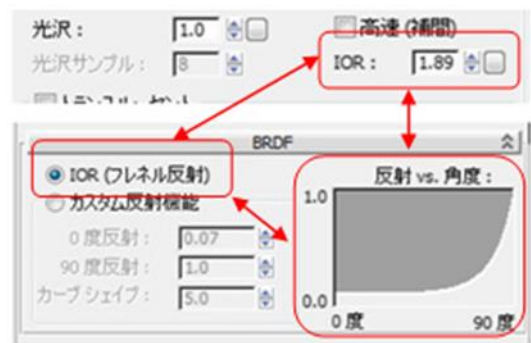 光沢： 1.0 高速 (補間)
光沢サンプル： 8 IOR： 1.89
BRDF
IOR (フレネル反射) 反射 vs. 角度：
カスタム反射機能 1.0
0 度反射： 0.07
90 度反射： 1.0
カーブ シェイプ： 5.0 0.0
0 度 90 度